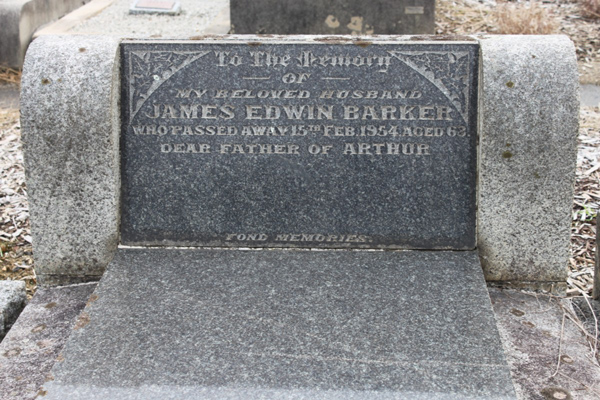 To The Memory
OF
MY BELOVED HUSBAND
JAMES EDWIN BARKER
WHO PASSED AWAY 15TH FEB. 1954. AGED 63.
DEAR FATHER OF ARTHUR
FOND MEMORIES.